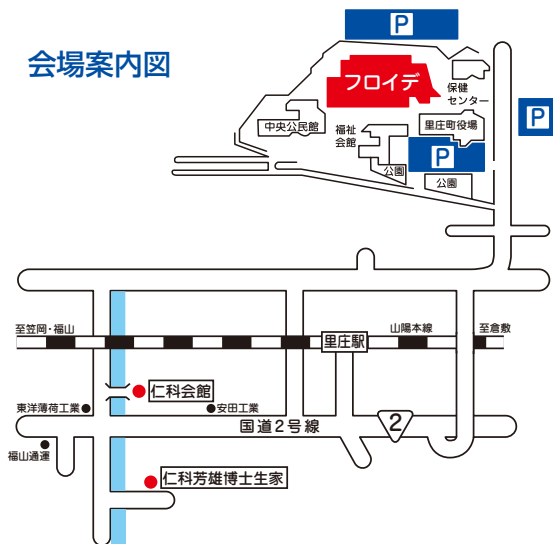 会場案内図
P
フロイデ
保健
センター
P
中央公民館
福祉
会館
里庄町役場
P
公園
公園
至笠岡・福山
里庄駅
山陽本線
至倉敷
仁科会館
東洋薄荷工業
安田工業
国道2号線
2
福山通運
仁科芳雄博士生家